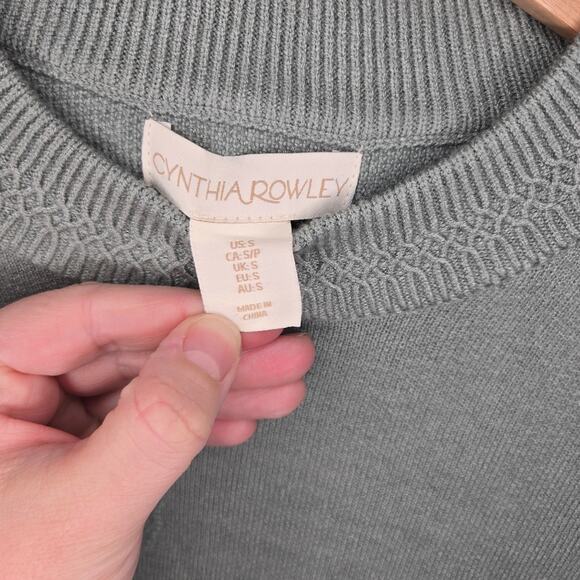 CYNTHIA ROWLEY
US:S
CA:S/P
UK:S
EU:S
AU:S
MADE IN
CHINA